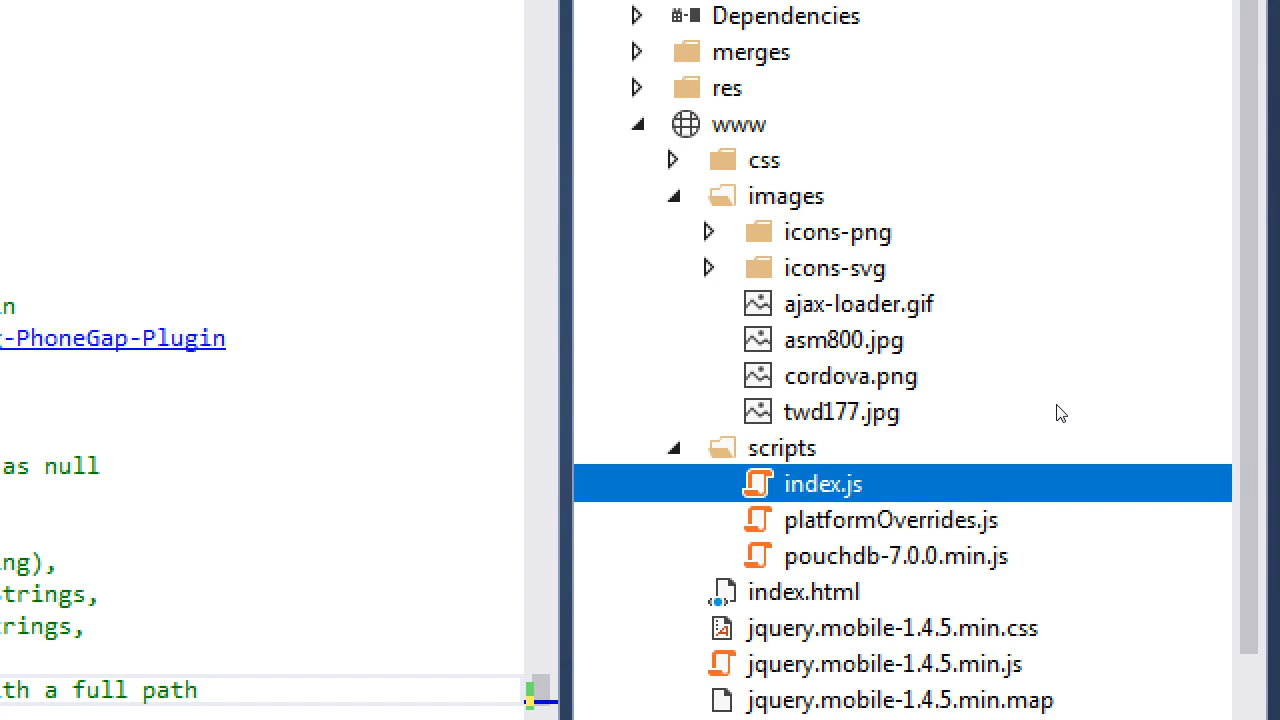 in
-PhoneGap-Plugin
as null
ng),
trings,
rings,
th a full path
Dependencies
merges
res
www
css
images
icons-png
icons-svg
ajax-loader.gif
asm800.jpg
cordova.png
twd177.jpg
scripts
index.js
platformOverrides.js
pouchdb-7.0.0.min.js
index.html
jquery.mobile-1.4.5.min.css
jquery.mobile-1.4.5.min.js
jquery.mobile-1.4.5.min.map